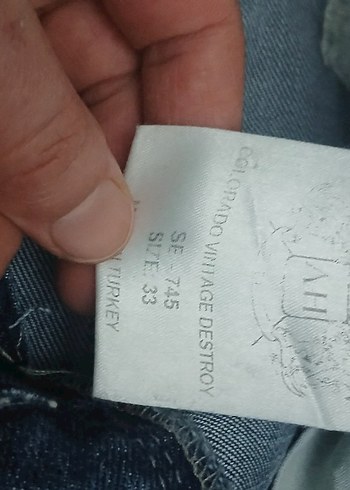 COLORADO VINTAGE DESTROY
SE - 745
SIZE: 33
TURKEY